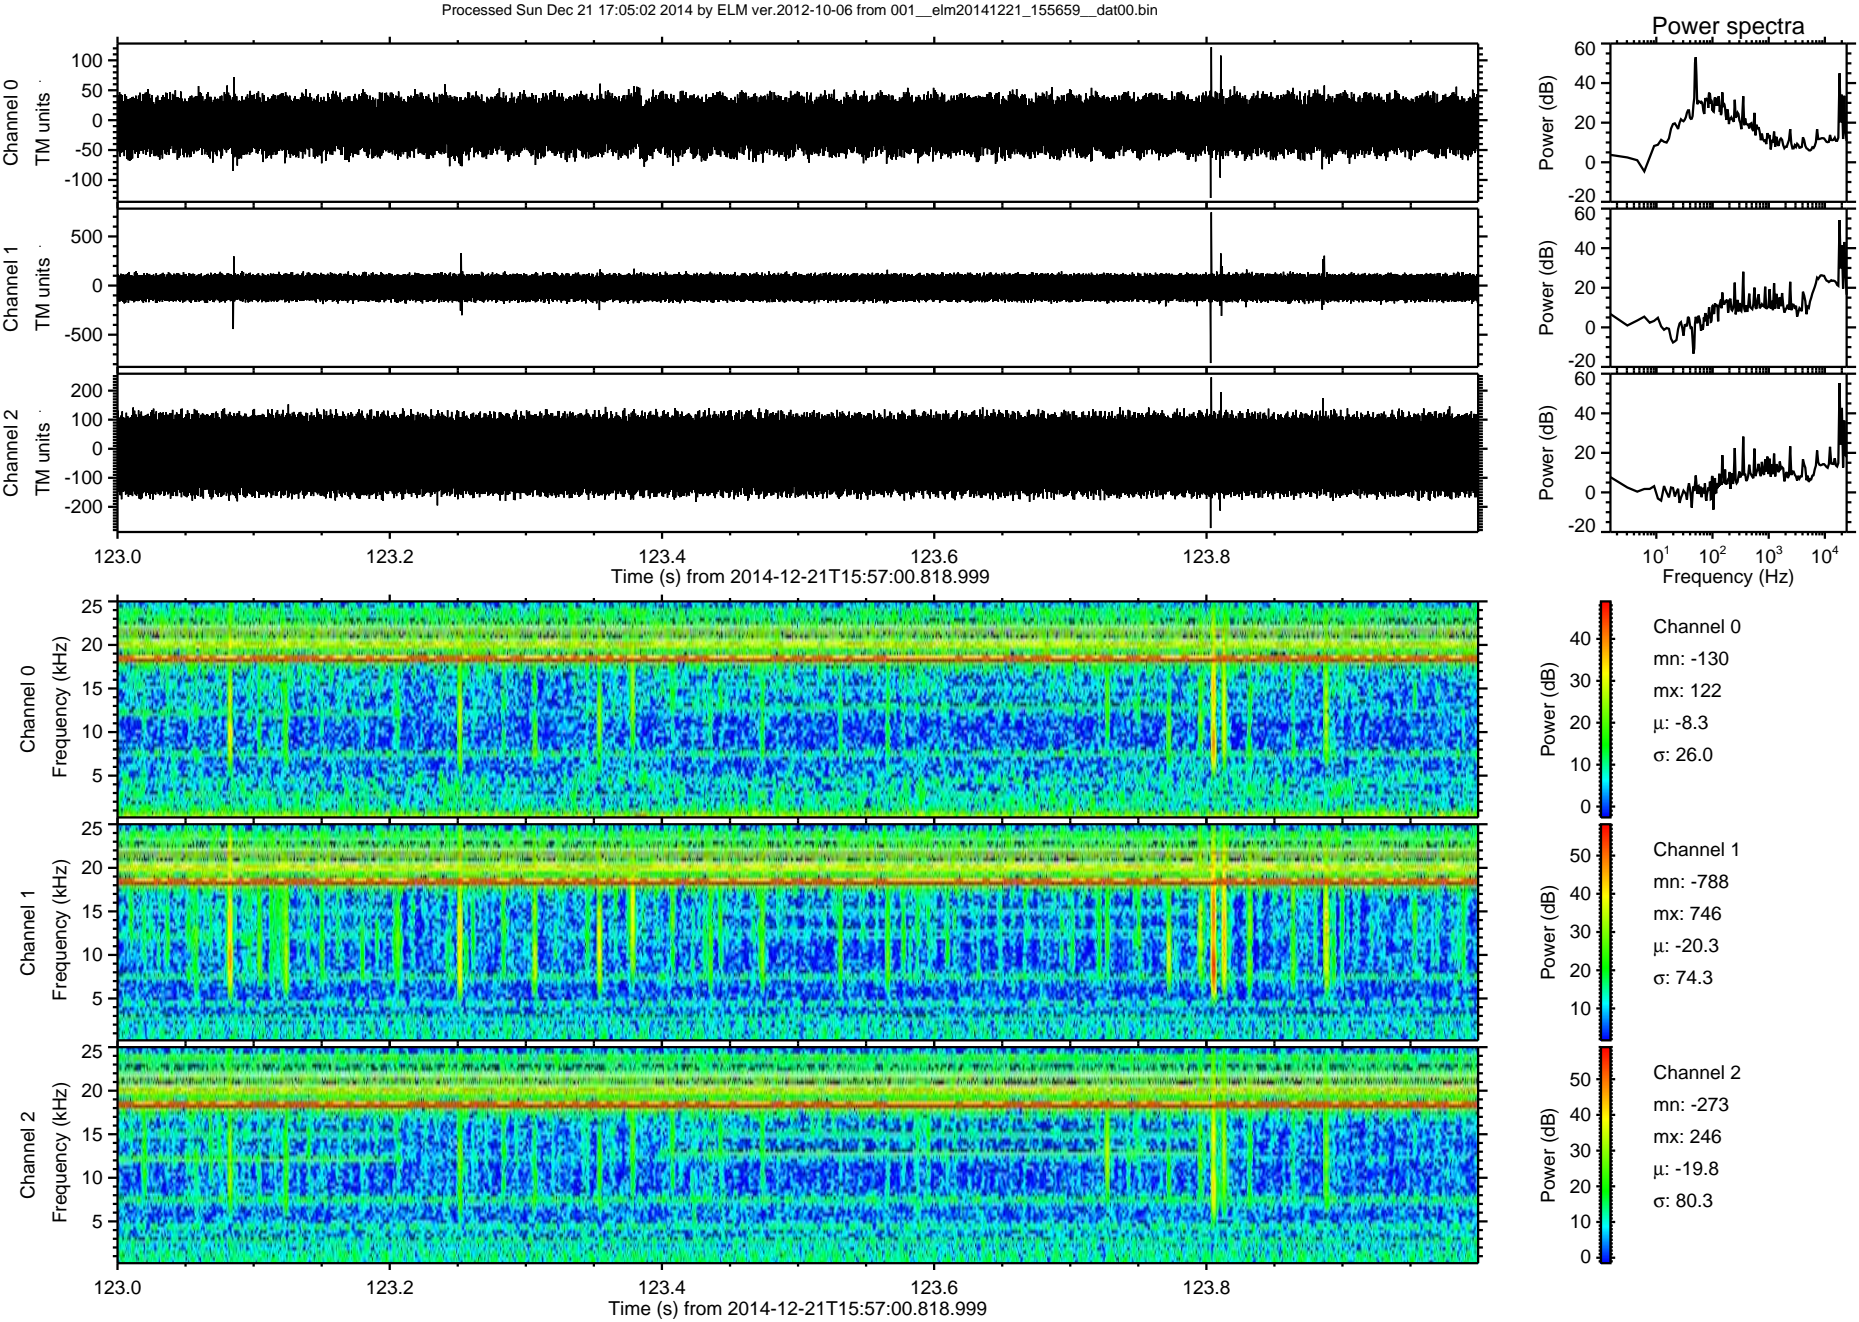 Processed Sun Dec 21 17:05:02 2014 by ELM ver.2012-10-06 from 001__elm20141221_155659__dat00.bin
Power spectra
Channel 0
TM units
100
50
0
-50
-100
Power (dB)
60
40
20
0
-20
Channel 1
TM units
500
0
-500
Power (dB)
60
40
20
0
-20
Channel 2
TM units
200
100
0
-100
-200
Power (dB)
60
40
20
0
-20
123.0 123.2 123.4 123.6 123.8
Time (s) from 2014-12-21T15:57:00.818.999
10¹ 10² 10³ 10⁴
Frequency (Hz)
Channel 0
Frequency (kHz)
25
20
15
10
5
Power (dB)
40
30
20
10
0
Channel 0
mn: -130
mx: 122
μ: -8.3
σ: 26.0
Channel 1
Frequency (kHz)
25
20
15
10
5
Power (dB)
50
40
30
20
10
Channel 1
mn: -788
mx: 746
μ: -20.3
σ: 74.3
Channel 2
Frequency (kHz)
25
20
15
10
5
Power (dB)
50
40
30
20
10
0
Channel 2
mn: -273
mx: 246
μ: -19.8
σ: 80.3
123.0 123.2 123.4 123.6 123.8
Time (s) from 2014-12-21T15:57:00.818.999